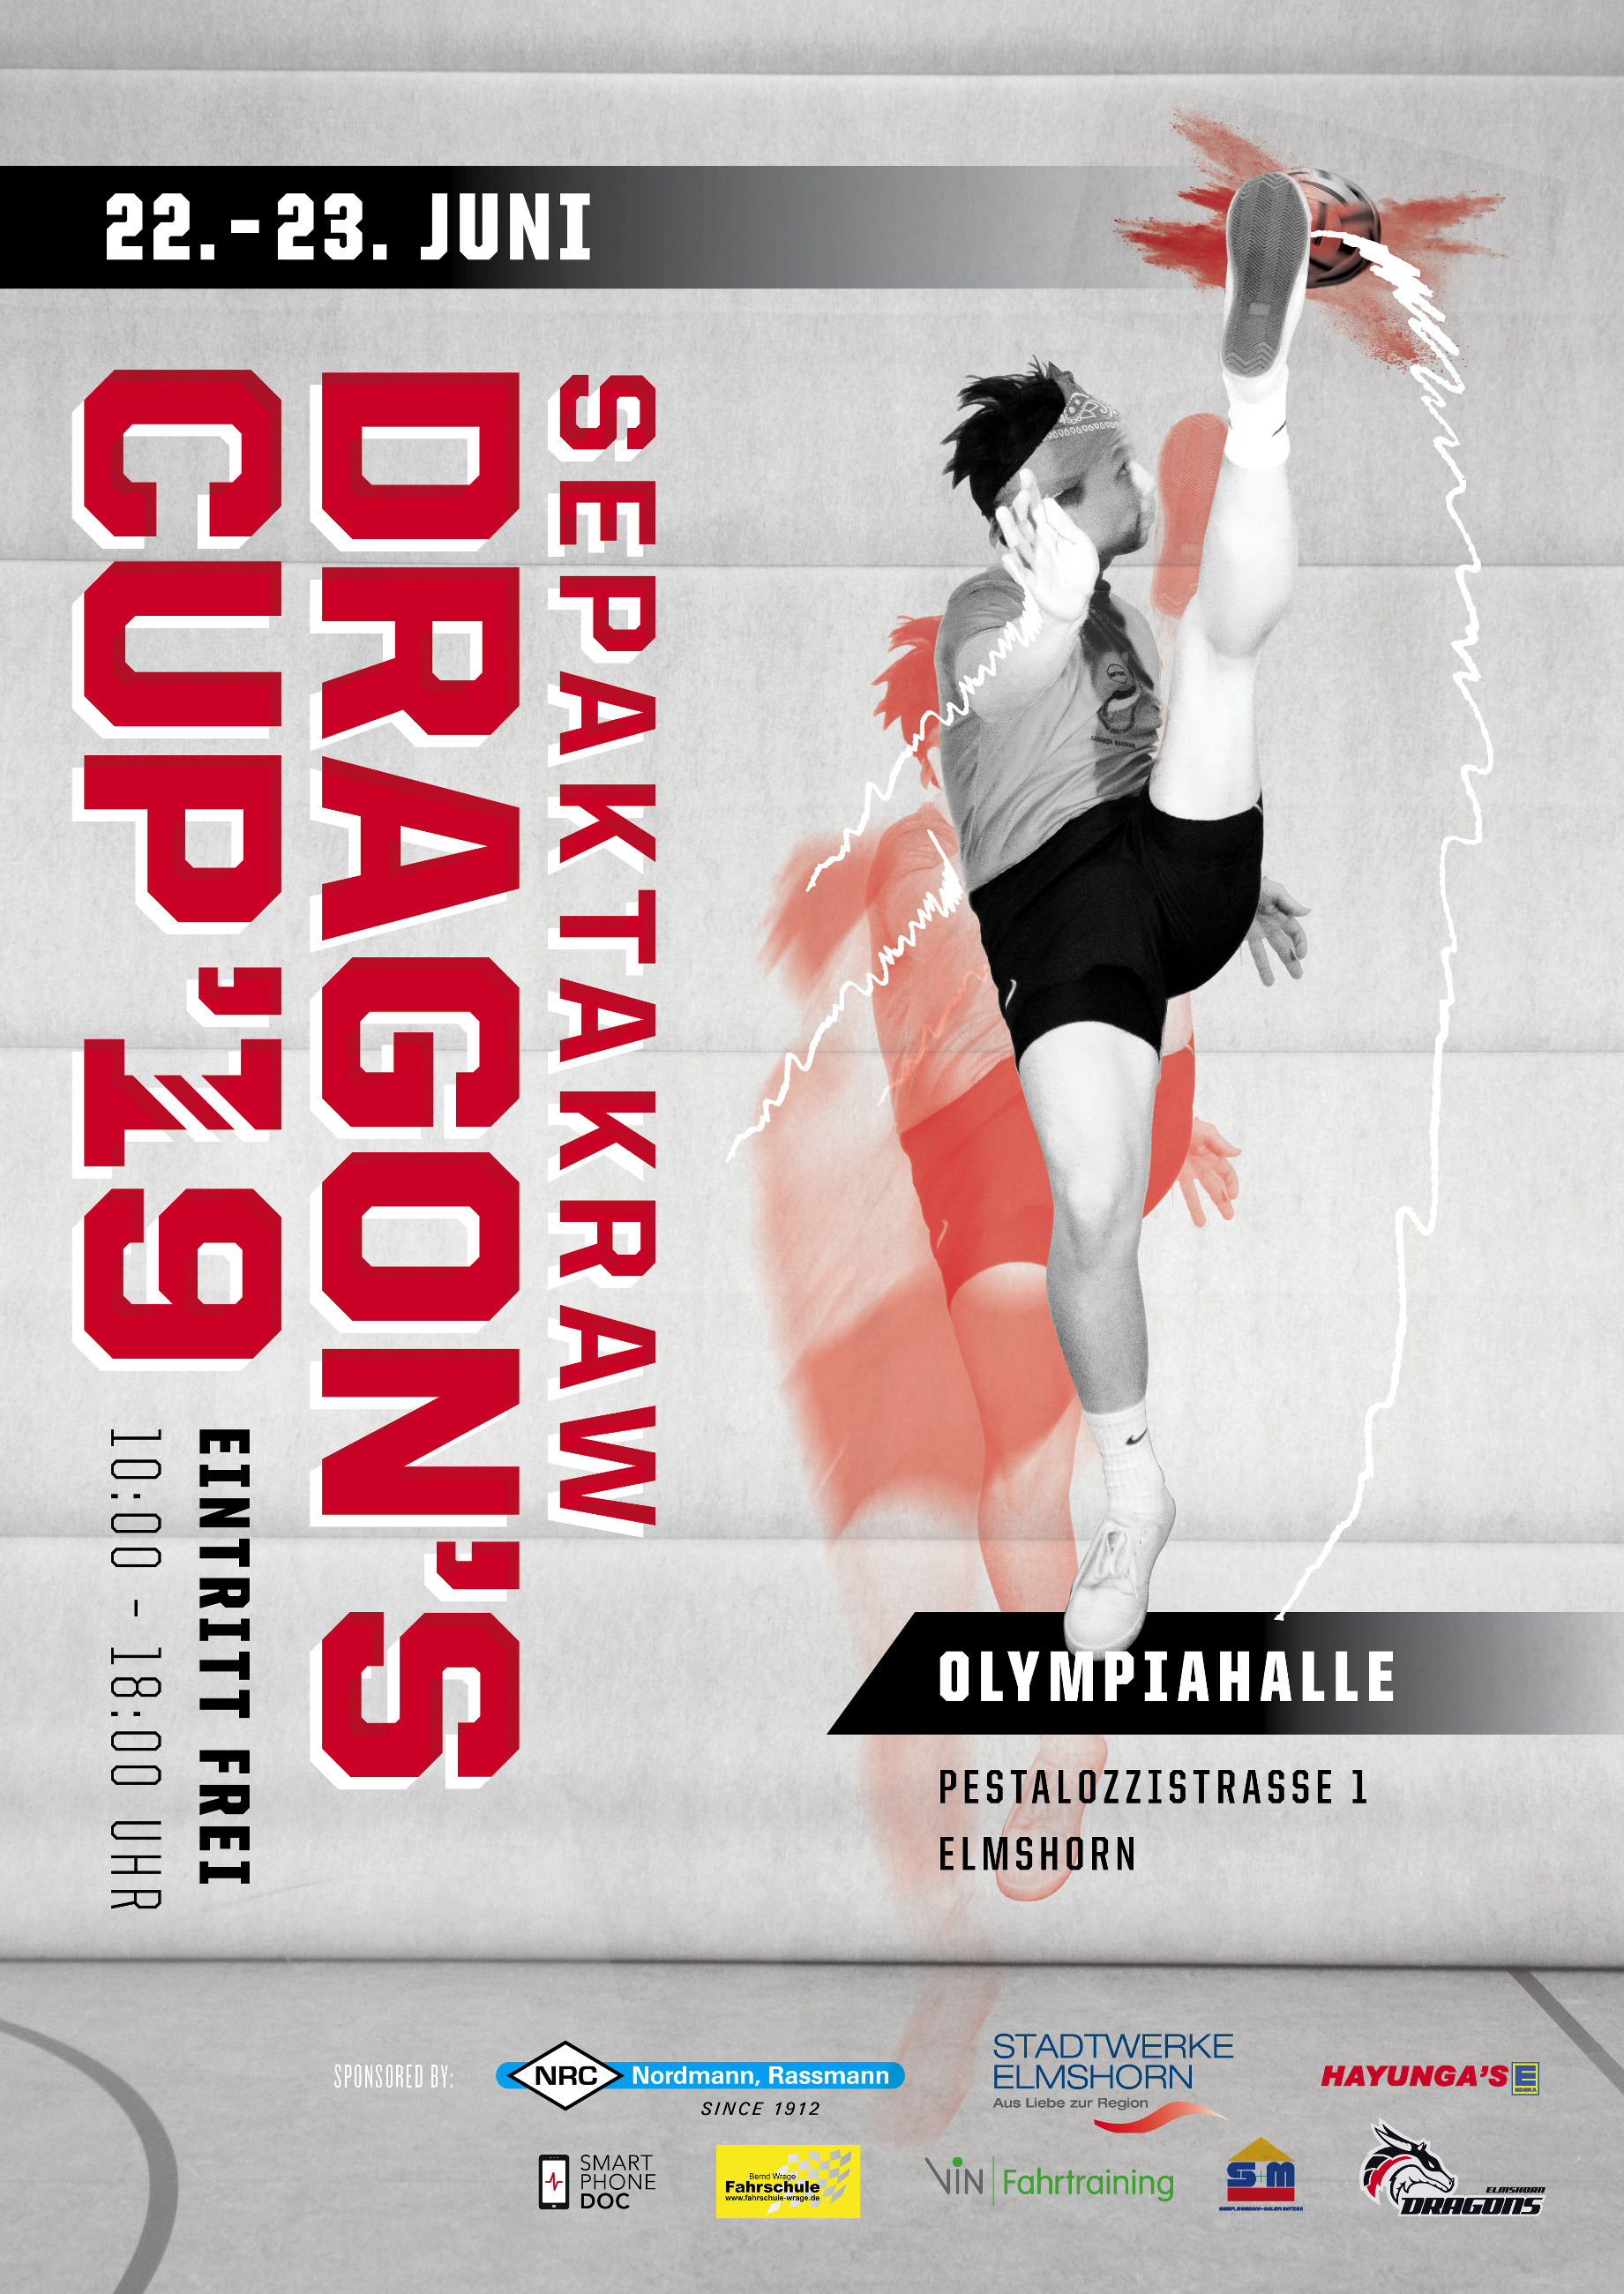 22.-23. JUNI
SEPAKTAKRAW
DRAGON'S
CUP'19
EINTRITT FREI
10:00 - 18:00 UHR
OLYMPIAHALLE
PESTALOZZISTRASSE 1
ELMSHORN
SPONSORED BY:
NRC Nordmann, Rassmann
SINCE 1912
STADTWERKE
ELMSHORN
Aus Liebe zur Region
HAYUNGA'S E
EDEKA
SMART
PHONE
DOC
Bernd Wrage
Fahrschule
www.fahrschule-wrage.de
ViN Fahrtraining
S+M
ELMSHORN
DRAGONS